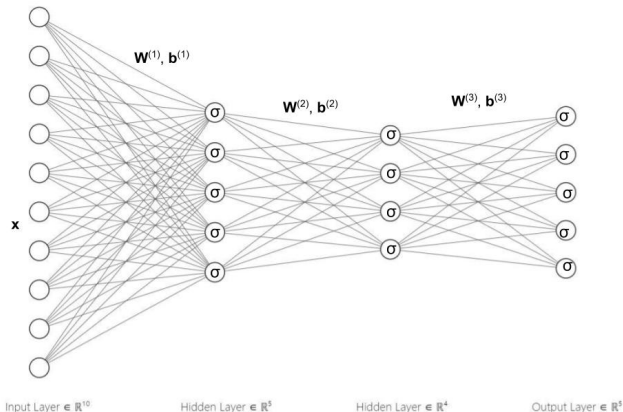 W⁽¹⁾, b⁽¹⁾
W⁽²⁾, b⁽²⁾
W⁽³⁾, b⁽³⁾
σ σ σ σ σ
σ σ σ σ
σ σ σ σ σ
x
Input Layer ∈ ℝ¹⁰
Hidden Layer ∈ ℝ⁵
Hidden Layer ∈ ℝ⁴
Output Layer ∈ ℝ⁵